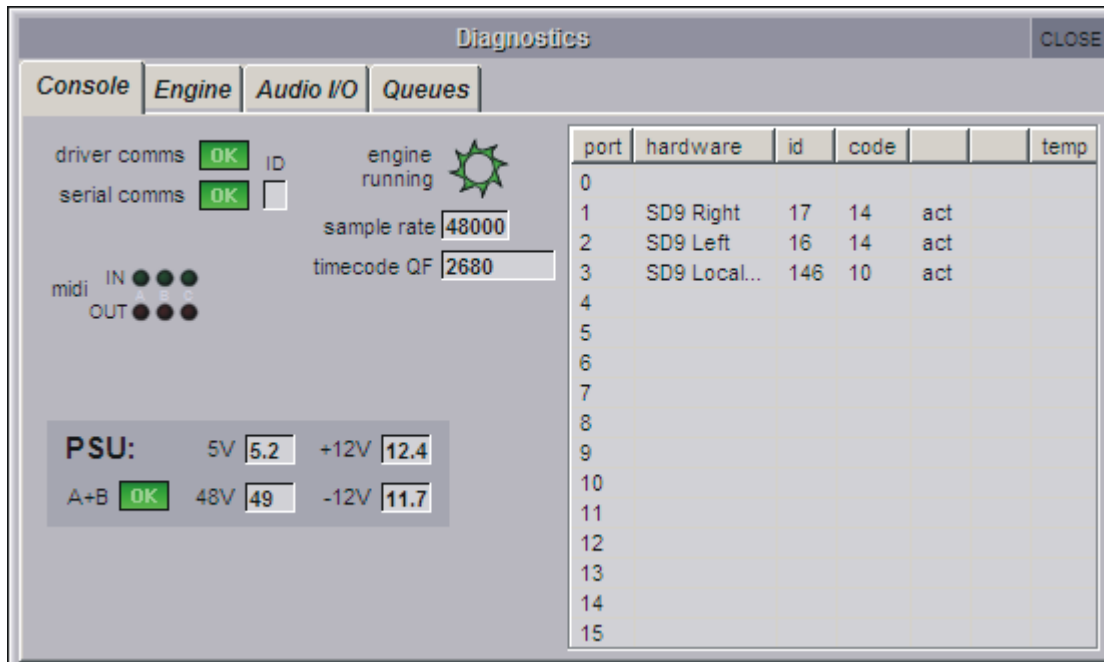 Diagnostics CLOSE
Console Engine Audio I/O Queues
driver comms OK ID
serial comms OK
engine running
sample rate 48000
timecode QF 2680
midi IN
A B C
OUT
PSU: 5V 5.2 +12V 12.4
A+B OK 48V 49 -12V 11.7
port hardware id code temp
0
1 SD9 Right 17 14 act
2 SD9 Left 16 14 act
3 SD9 Local... 146 10 act
4
5
6
7
8
9
10
11
12
13
14
15